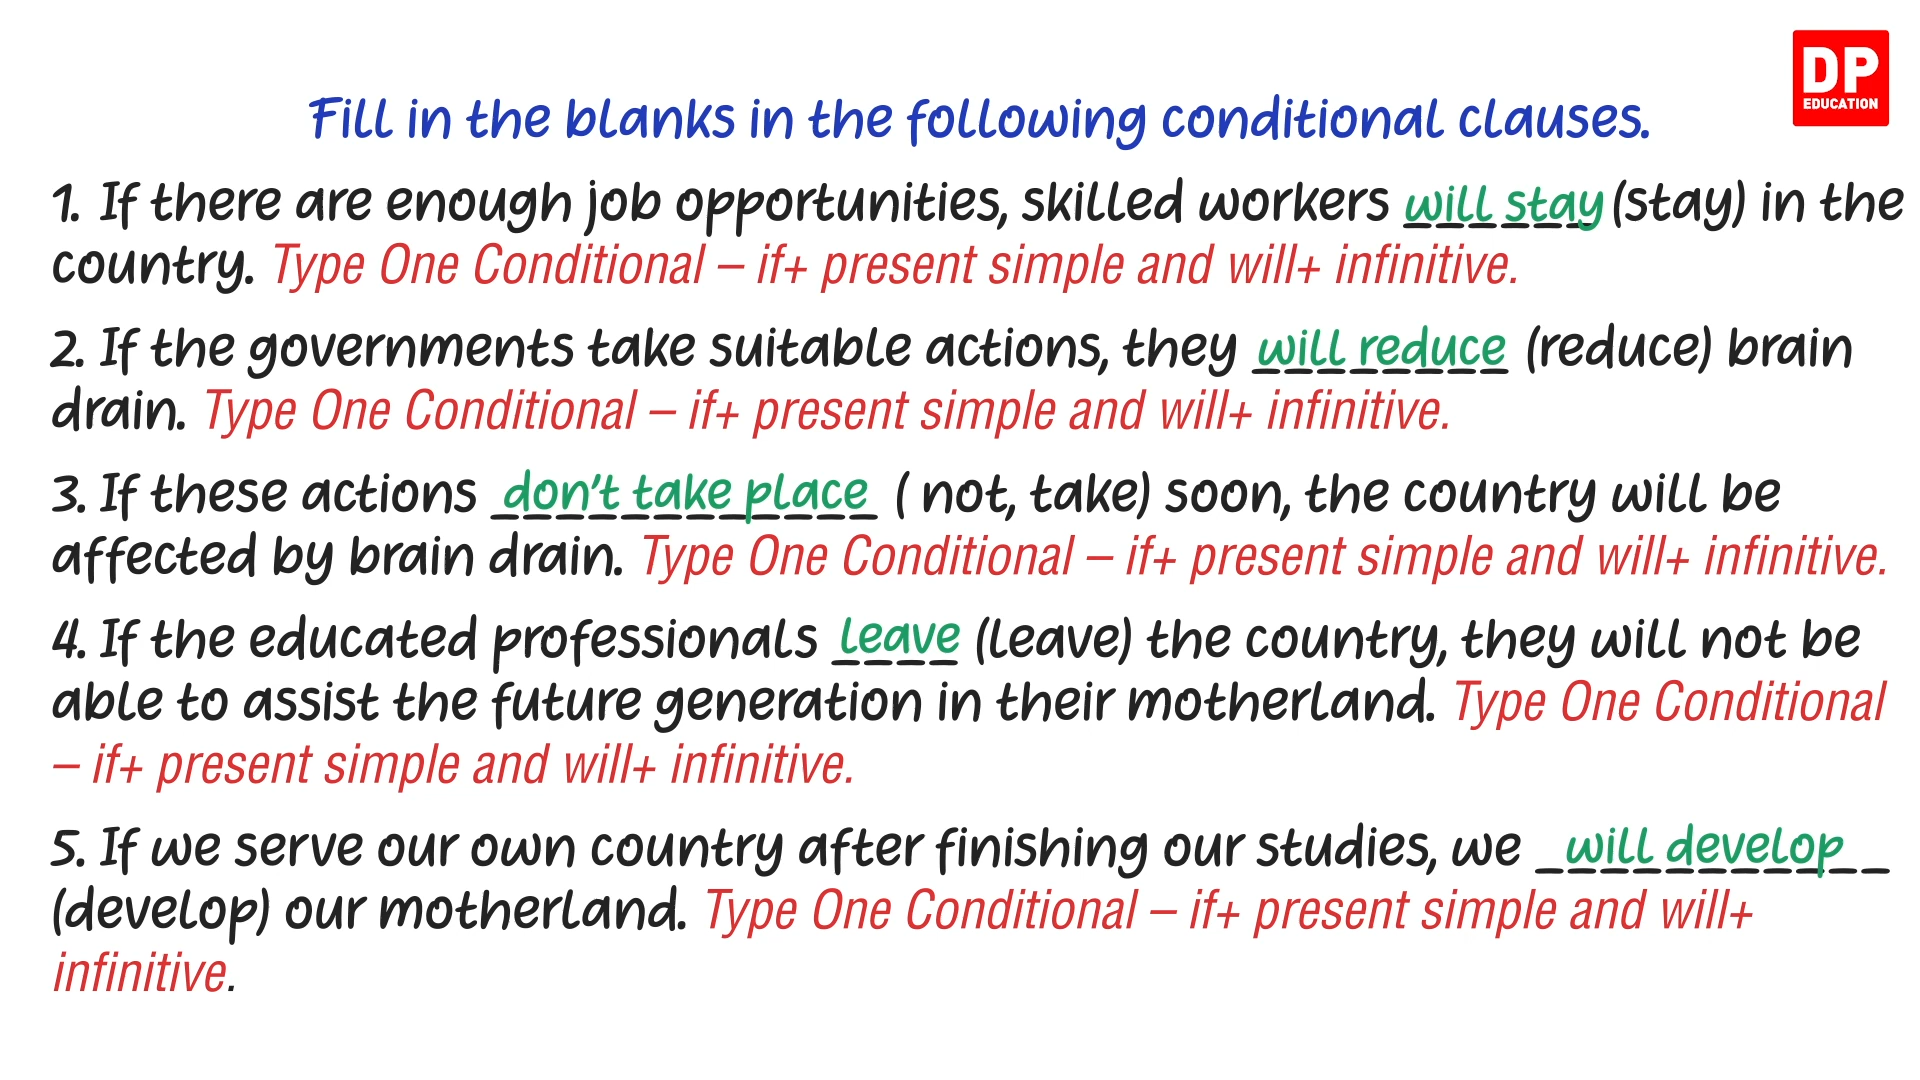 DP
EDUCATION
Fill in the blanks in the following conditional clauses.
1. If there are enough job opportunities, skilled workers will stay (stay) in the
country. Type One Conditional – if+ present simple and will+ infinitive.
2. If the governments take suitable actions, they will reduce (reduce) brain
drain. Type One Conditional – if+ present simple and will+ infinitive.
3. If these actions don't take place ( not, take) soon, the country will be
affected by brain drain. Type One Conditional – if+ present simple and will+ infinitive.
4. If the educated professionals leave (leave) the country, they will not be
able to assist the future generation in their motherland. Type One Conditional
– if+ present simple and will+ infinitive.
5. If we serve our own country after finishing our studies, we will develop
(develop) our motherland. Type One Conditional – if+ present simple and will+
infinitive.